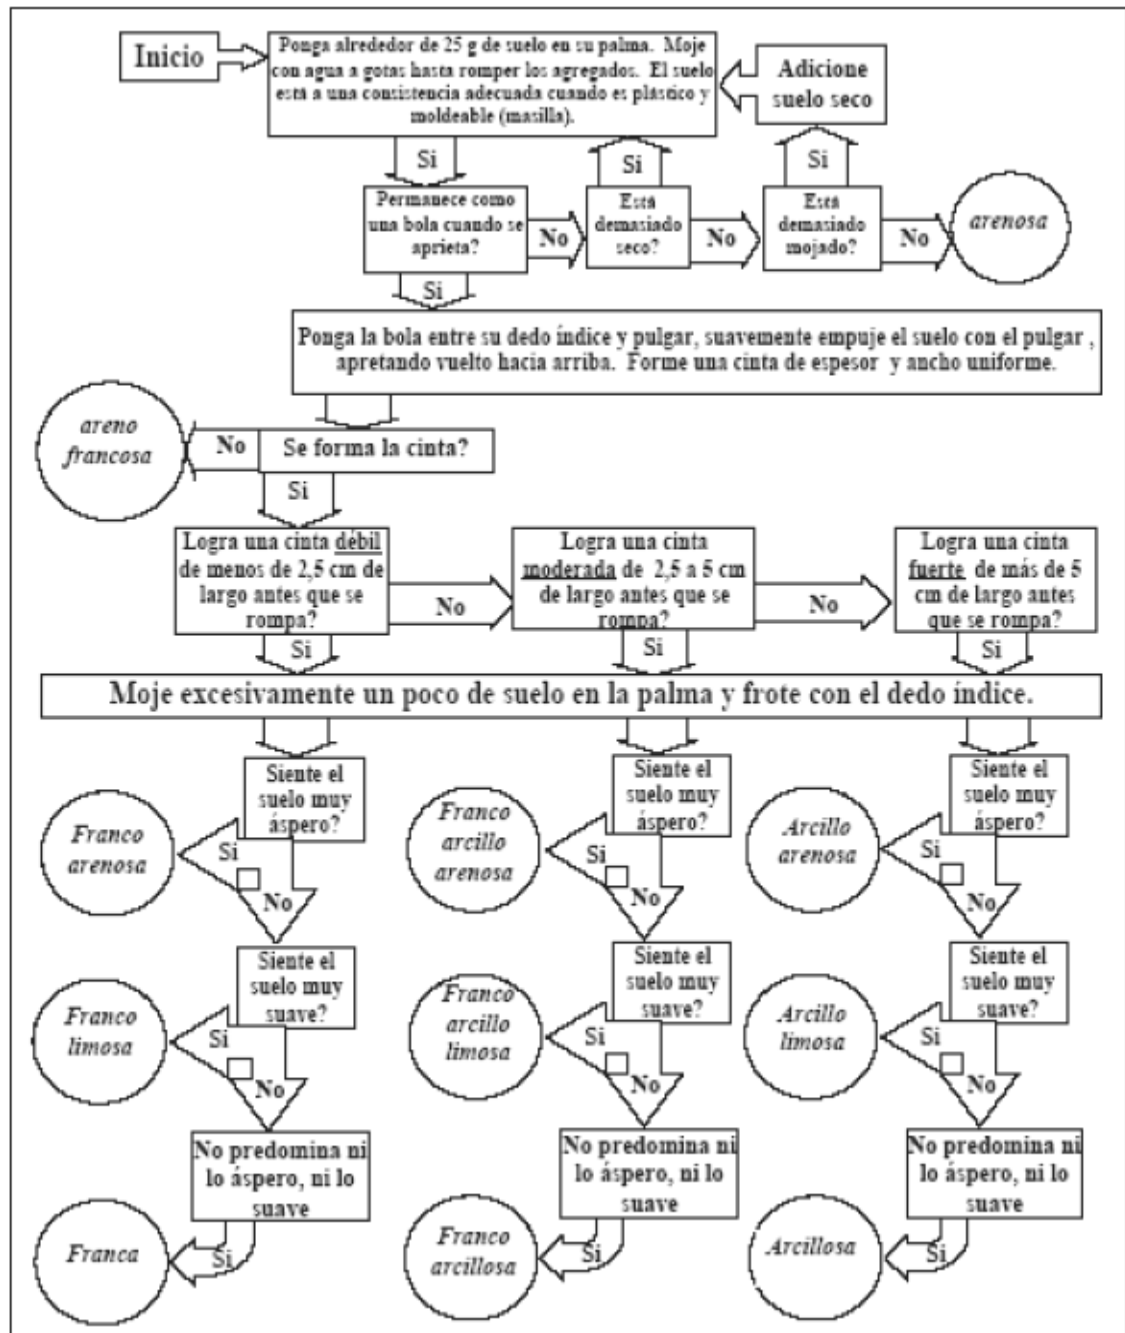 Inicio
Ponga alrededor de 25 g de suelo en su palma. Moje
con agua a gotas hasta romper los agregados. El suelo
está a una consistencia adecuada cuando es plástico y
moldeable (masilla).
Adicione
suelo seco
Si
Si
Si
Permanece como
una bola cuando se
aprieta?
No
Está
demasiado
seco?
No
Está
demasiado
mojado?
No
arenosa
Si
Ponga la bola entre su dedo índice y pulgar, suavemente empuje el suelo con el pulgar ,
apretando vuelto hacia arriba. Forme una cinta de espesor y ancho uniforme.
areno
francosa
No
Se forma la cinta?
Si
Logra una cinta débil
de menos de 2,5 cm de
largo antes que se
rompa?
No
Logra una cinta
moderada de 2,5 a 5 cm
de largo antes que se
rompa?
No
Logra una cinta
fuerte de más de 5
cm de largo antes
que se rompa?
Si
Si
Si
Moje excesivamente un poco de suelo en la palma y frote con el dedo índice.
Siente el
suelo muy
áspero?
Siente el
suelo muy
áspero?
Siente el
suelo muy
áspero?
Franco
arenosa
Si
No
Franco
arcillo
arenosa
Si
No
Arcillo
arenosa
Si
No
Siente el
suelo muy
suave?
Siente el
suelo muy
suave?
Siente el
suelo muy
suave?
Franco
limosa
Si
No
Franco
arcillo
limosa
Si
No
Arcillo
limosa
Si
No
No predomina ni
lo áspero, ni lo
suave
No predomina ni
lo áspero, ni lo
suave
No predomina ni
lo áspero, ni lo
suave
Franca
Si
Franco
arcillosa
Si
Arcillosa
Si